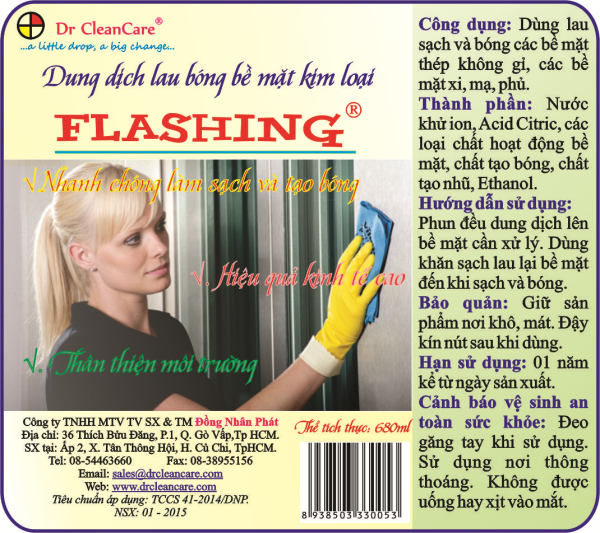 Dr CleanCare®
...a little drop, a big change...
Dung dịch lau bóng bề mặt kim loại
FLASHING®
√. Nhanh chóng làm sạch và tạo bóng
√. Hiệu quả kinh tế cao
√. Thân thiện môi trường
Công ty TNHH MTV TV SX & TM Đồng Nhân Phát
Địa chỉ: 36 Thích Bửu Đăng, P.1, Q. Gò Vấp,Tp HCM.
SX tại: Ấp 2, X. Tân Thông Hội, H. Củ Chi, TpHCM.
Tel: 08-54463660 Fax: 08-38955156
Email: sales@drcleancare.com
Web: www.drcleancare.com
Tiêu chuẩn áp dụng: TCCS 41-2014/DNP.
NSX: 01 - 2015
Thể tích thực: 680ml
8 938503 330053
Công dụng: Dùng lau
sạch và bóng các bề mặt
thép không gỉ, các bề
mặt xi, mạ, phủ.
Thành phần: Nước
khử ion, Acid Citric, các
loại chất hoạt động bề
mặt, chất tạo bóng, chất
tạo nhũ, Ethanol.
Hướng dẫn sử dụng:
Phun đều dung dịch lên
bề mặt cần xử lý. Dùng
khăn sạch lau lại bề mặt
đến khi sạch và bóng.
Bảo quản: Giữ sản
phẩm nơi khô, mát. Đậy
kín nút sau khi dùng.
Hạn sử dụng: 01 năm
kể từ ngày sản xuất.
Cảnh báo vệ sinh an
toàn sức khỏe: Đeo
găng tay khi sử dụng.
Sử dụng nơi thông
thoáng. Không được
uống hay xịt vào mắt.